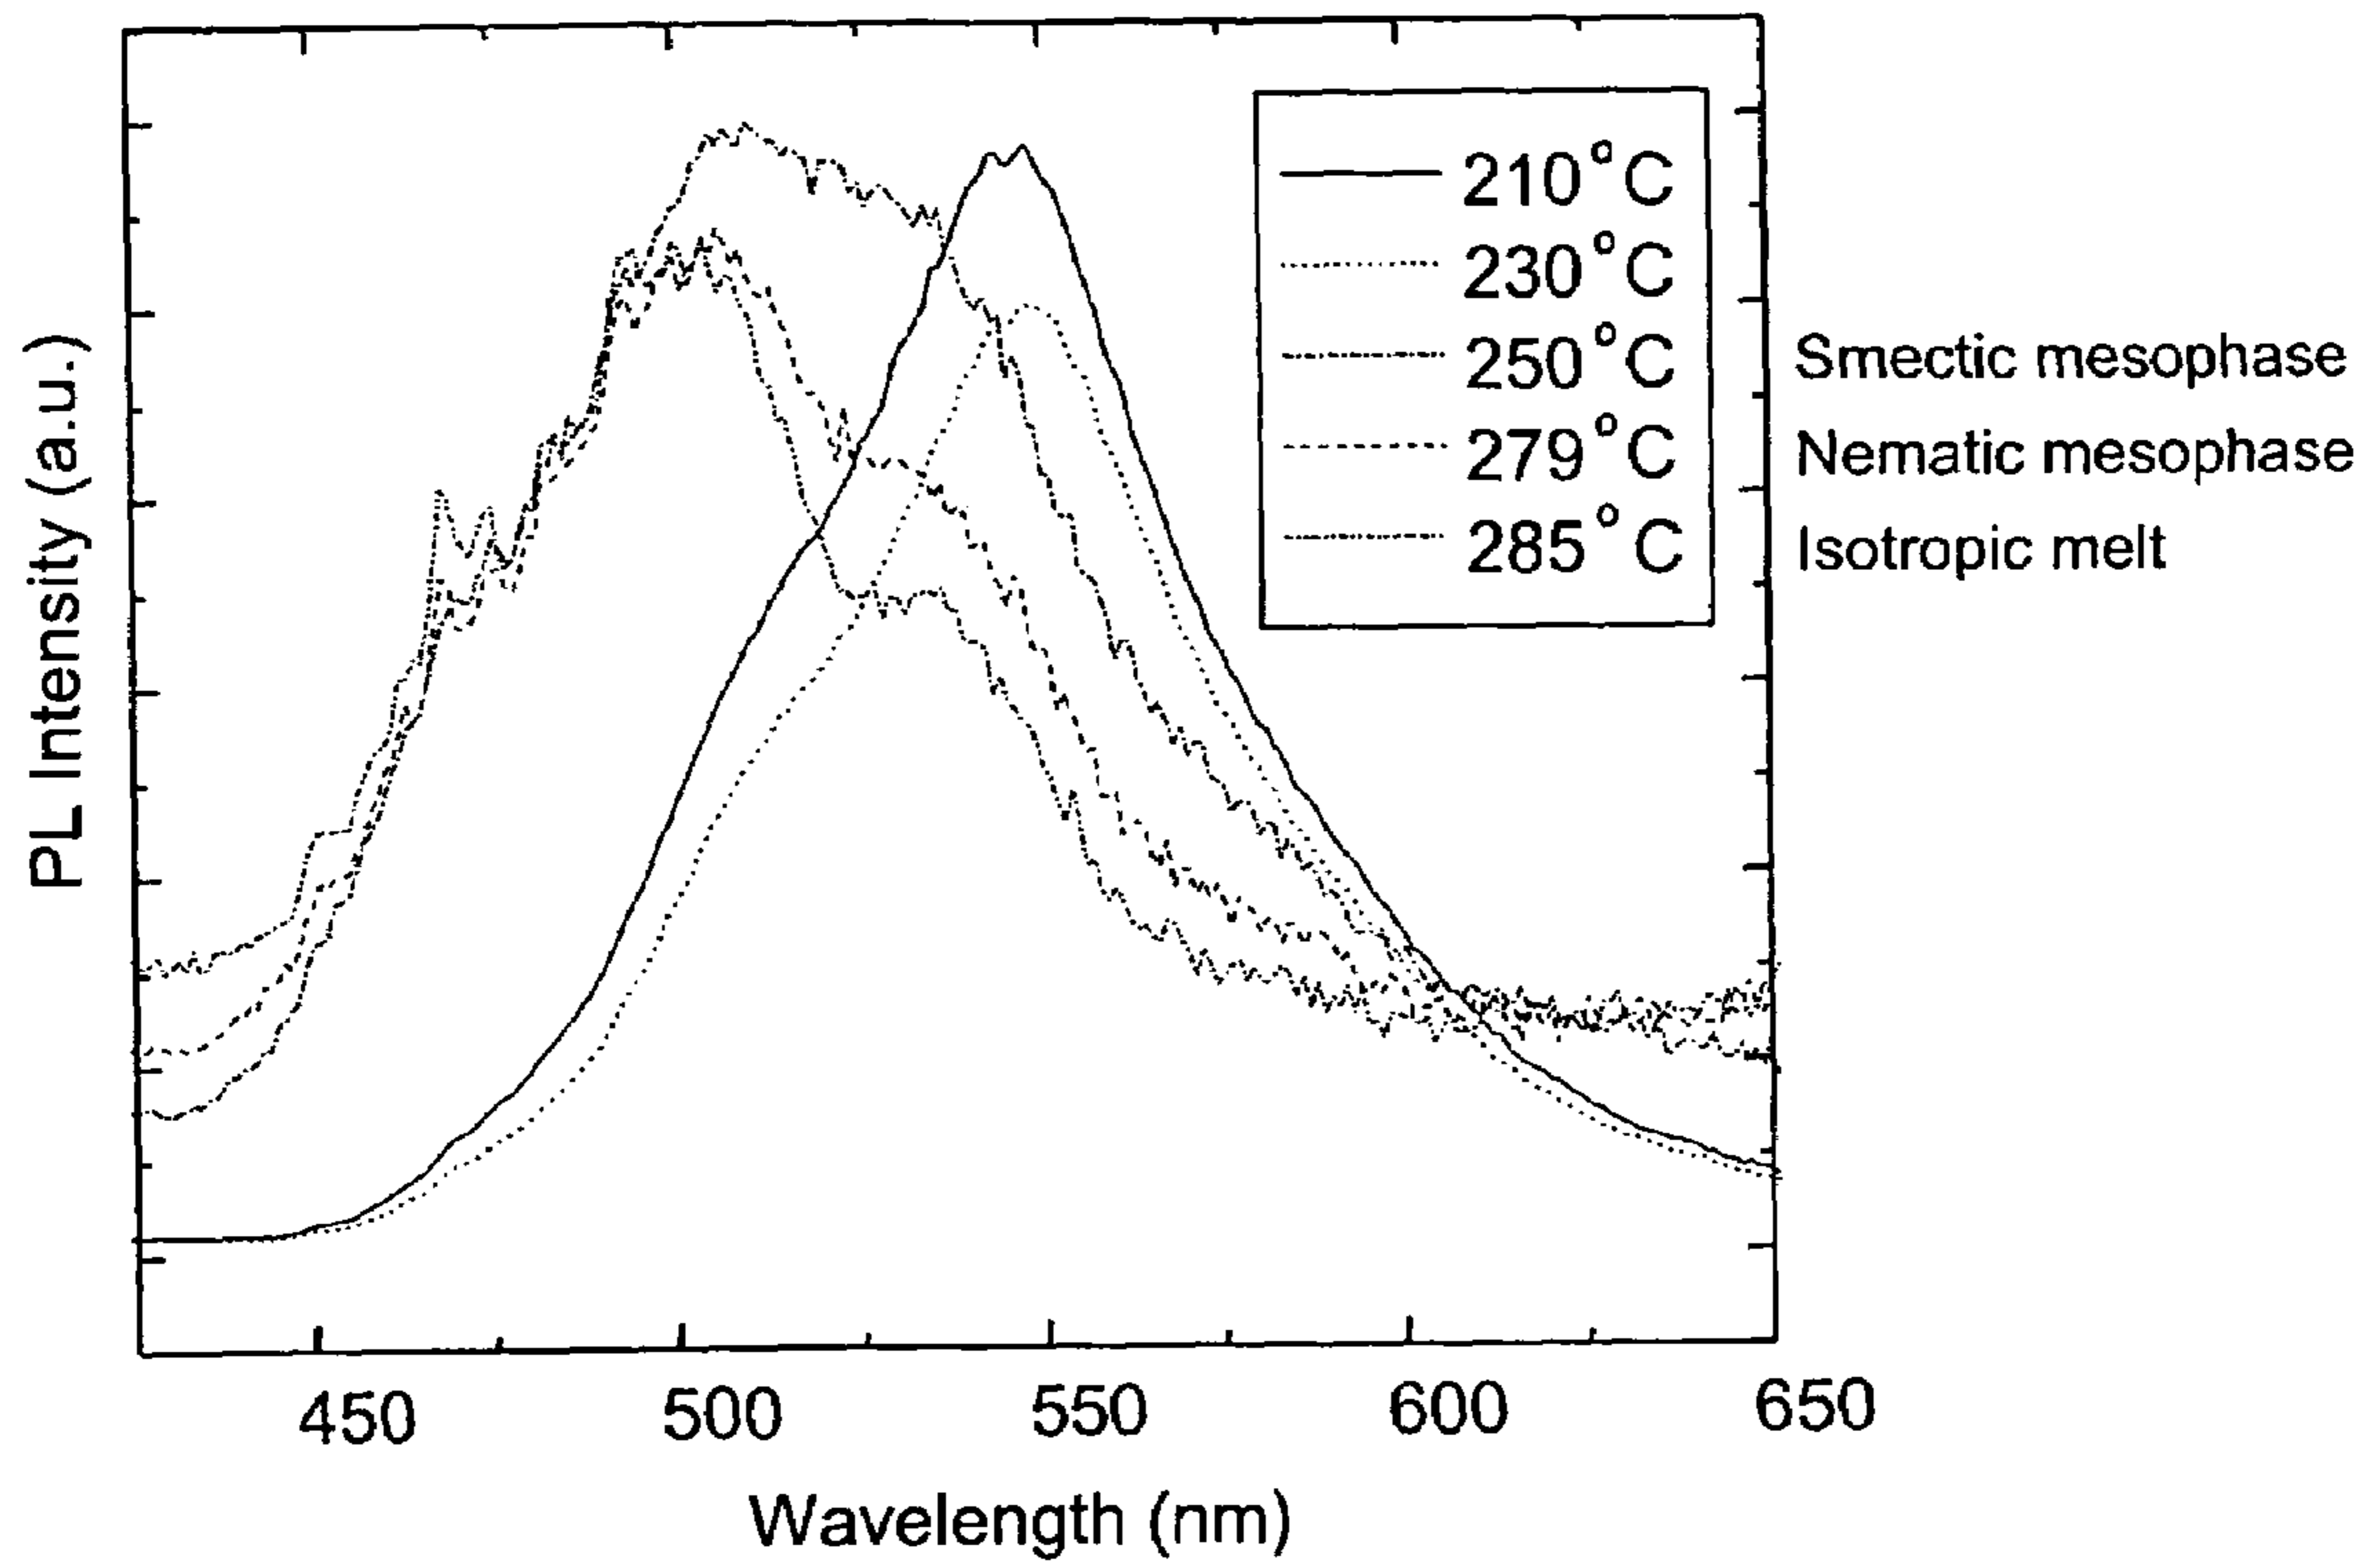 PL Intensity (a.u.)
210°C
230°C
250°C Smectic mesophase
279°C Nematic mesophase
285°C Isotropic melt
450 500 550 600 650
Wavelength (nm)